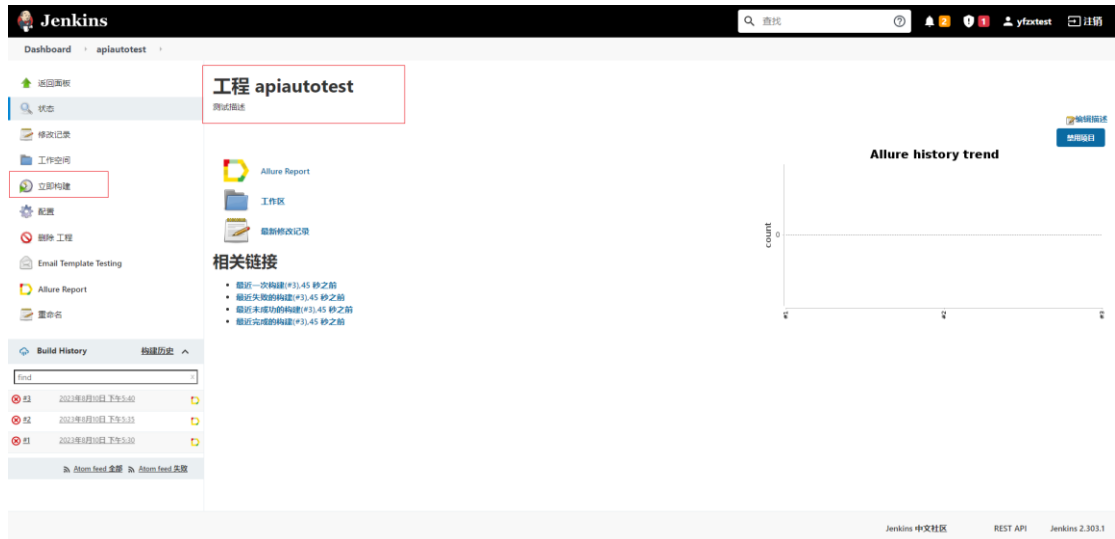 Jenkins
查找
2
1
yfzxtest
注销
Dashboard
apiautotest
返回面板
状态
修改记录
工作空间
立即构建
配置
删除 工程
Email Template Testing
Allure Report
重命名
Build History
构建历史
find
x
#3 2023年8月10日 下午5:40
#2 2023年8月10日 下午5:35
#1 2023年8月10日 下午5:30
Atom feed 全部
Atom feed 失败
工程 apiautotest
测试描述
编辑描述
禁用项目
Allure Report
工作区
最新修改记录
相关链接
最近一次构建(#3),45 秒之前
最近失败的构建(#3),45 秒之前
最近未成功的构建(#3),45 秒之前
最近完成的构建(#3),45 秒之前
Allure history trend
count
0
#1
#2
#3
Jenkins 中文社区
REST API
Jenkins 2.303.1